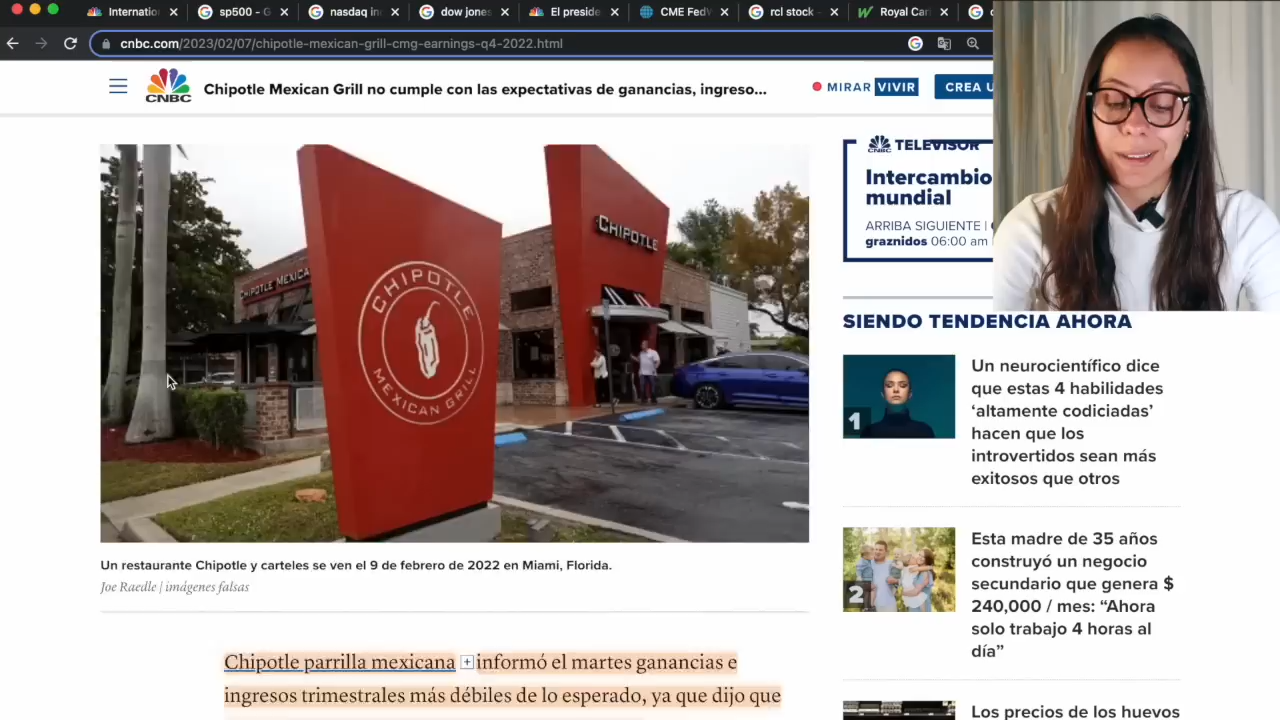 Internatio
sp500 - G
nasdaq in
dow jones
El preside
CME Fed
rcl stock -
Royal Car
cnbc.com/2023/02/07/chipotle-mexican-grill-cmg-earnings-q4-2022.html
CNBC
Chipotle Mexican Grill no cumple con las expectativas de ganancias, ingreso...
MIRAR VIVIR
CREA U
CHIPOTLE MEXICA
CHIPOTLE
CHIPOTLE
MEXICAN GRILL
Un restaurante Chipotle y carteles se ven el 9 de febrero de 2022 en Miami, Florida.
Joe Raedle | imágenes falsas
Chipotle parrilla mexicana + informó el martes ganancias e
ingresos trimestrales más débiles de lo esperado, ya que dijo que
CNBC TELEVISOR
Intercambio
mundial
ARRIBA SIGUIENTE |
graznidos 06:00 am
SIENDO TENDENCIA AHORA
1
Un neurocientífico dice
que estas 4 habilidades
‘altamente codiciadas’
hacen que los
introvertidos sean más
exitosos que otros
2
Esta madre de 35 años
construyó un negocio
secundario que genera $
240,000 / mes: “Ahora
solo trabajo 4 horas al
día”
Los precios de los huevos